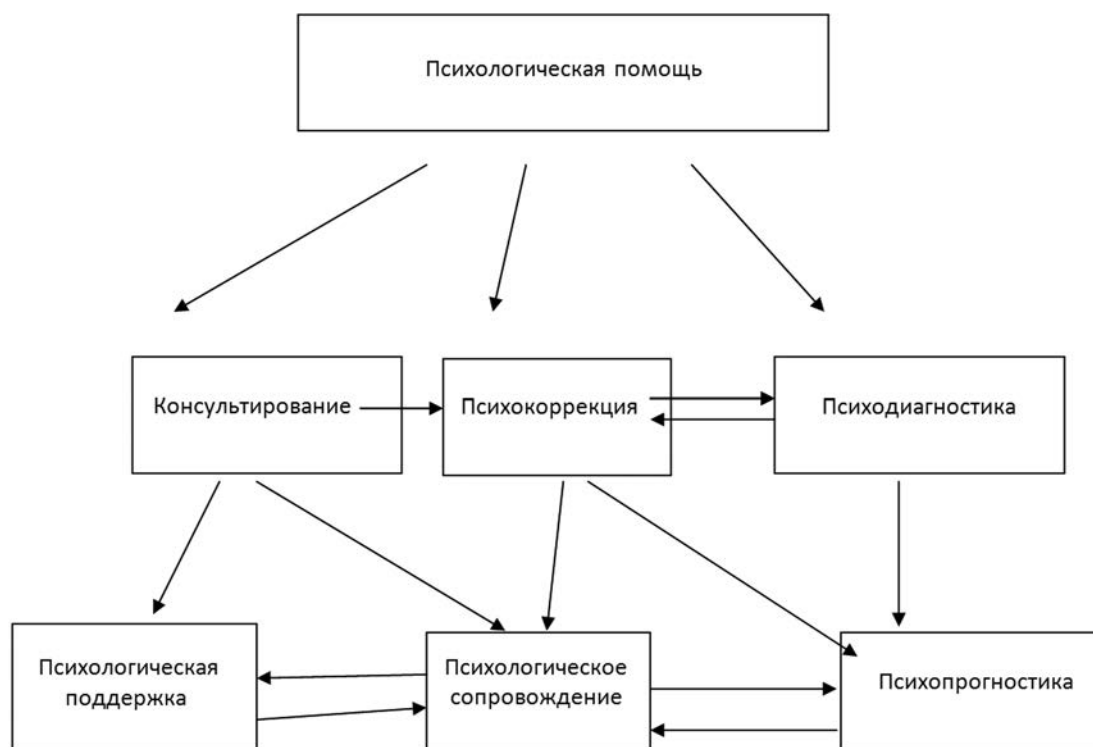 Психологическая помощь
Консультирование
Психокоррекция
Психодиагностика
Психологическая
поддержка
Психологическое
сопровождение
Психопрогностика